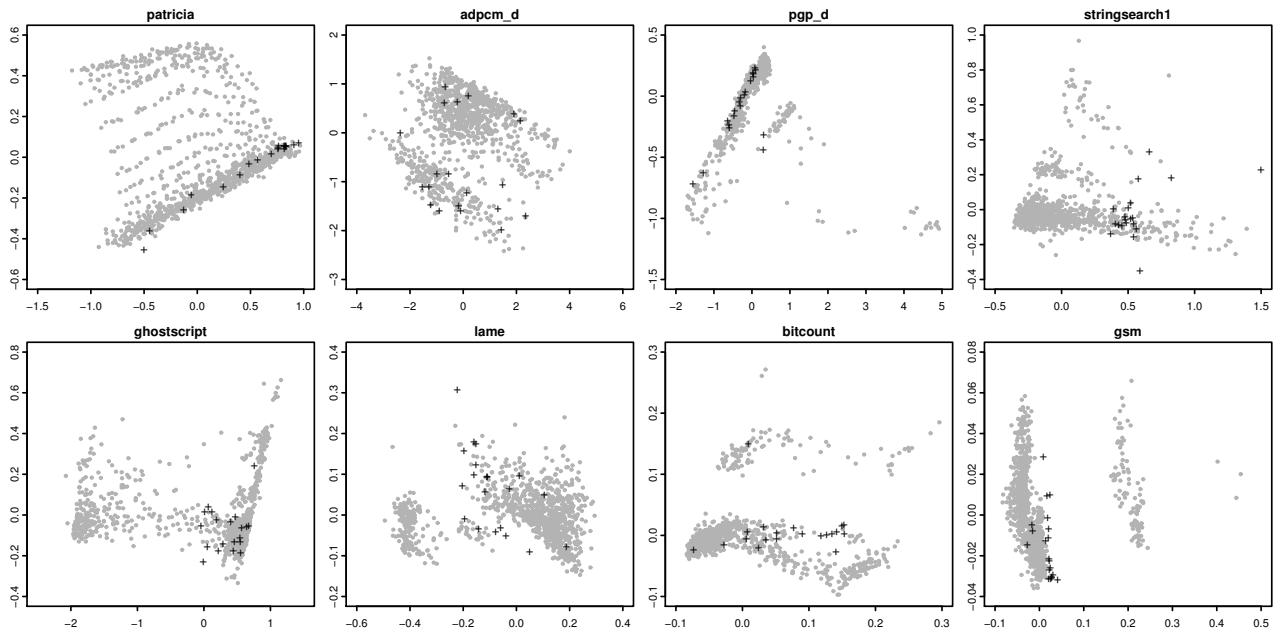 patricia adpcm_d pgp_d stringsearch1
0.6 2 0.5 1.0
0.4 1 0.0 0.8
0.2 0 −0.5 0.6
0.0 −1 −1.0 0.4
−0.2 −2 −1.5 0.2
−0.4 −3 0.0
−0.6 −0.2
−0.4
−1.5 −1.0 −0.5 0.0 0.5 1.0 −4 −2 0 2 4 6 −2 −1 0 1 2 3 4 5 −0.5 0.0 0.5 1.0 1.5
ghostscript lame bitcount gsm
0.8 0.4 0.3 0.08
0.6 0.3 0.2 0.06
0.4 0.2 0.1 0.04
0.2 0.1 0.0 0.02
0.0 0.0 −0.1 0.00
−0.2 −0.1 −0.02
−0.4 −0.2 −0.04
−2 −1 0 1 −0.6 −0.4 −0.2 0.0 0.2 0.4 −0.1 0.0 0.1 0.2 0.3 −0.1 0.0 0.1 0.2 0.3 0.4 0.5